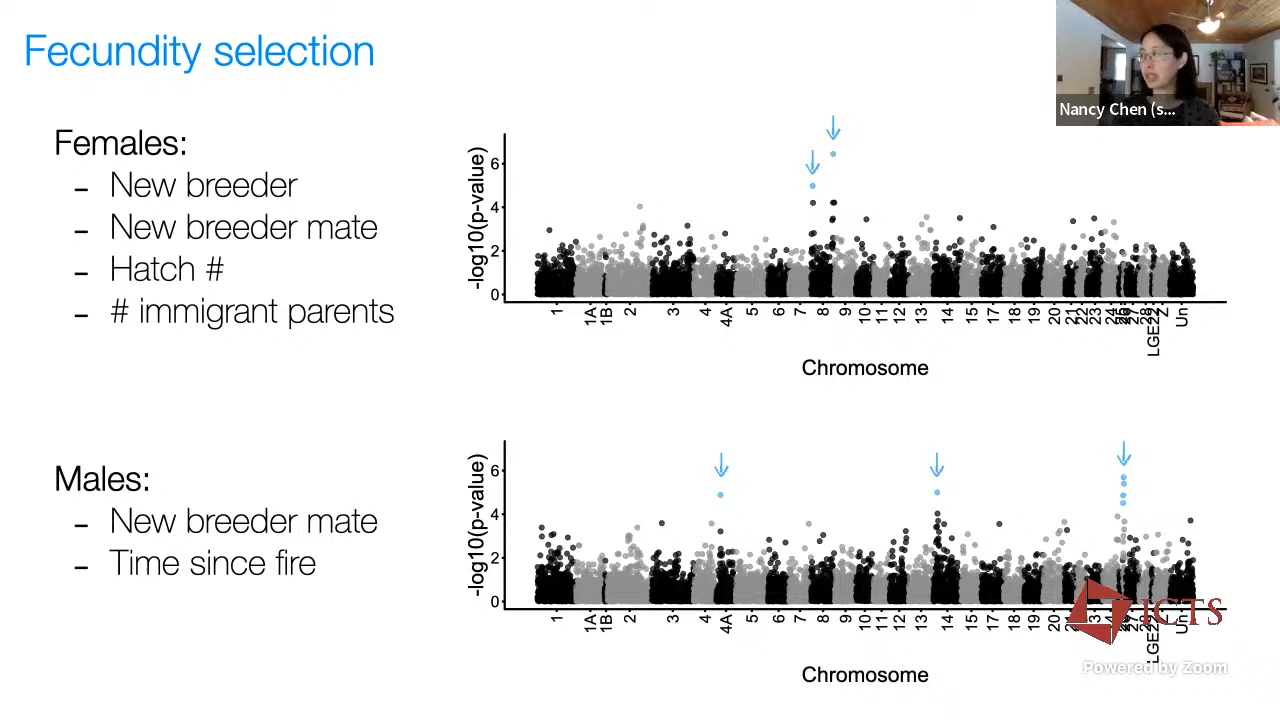 Fecundity selection
Nancy Chen (s...
Females:
- New breeder
- New breeder mate
- Hatch #
- # immigrant parents
-log10(p-value)
6
4
2
0
1 1A 1B 2 3 4 4A 5 6 7 8 9 10 11 12 13 14 15 17 18 19 20 21 22 23 24 25 26 27 28 LGE22 Z Un
Chromosome
Males:
- New breeder mate
- Time since fire
-log10(p-value)
6
4
2
0
1 1A 1B 2 3 4 4A 5 6 7 8 9 10 11 12 13 14 15 17 18 19 20 Un
ICTS
Chromosome
Powered by Zoom